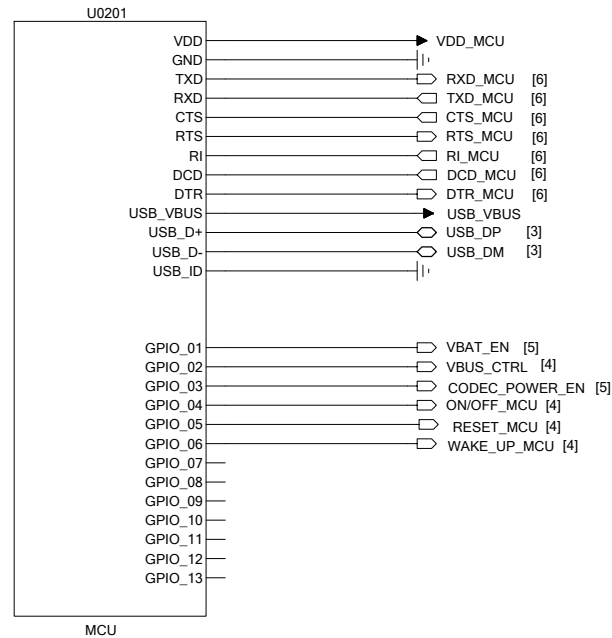 U0201
VDD VDD_MCU
GND
TXD RXD_MCU [6]
RXD TXD_MCU [6]
CTS CTS_MCU [6]
RTS RTS_MCU [6]
RI RI_MCU [6]
DCD DCD_MCU [6]
DTR DTR_MCU [6]
USB_VBUS USB_VBUS
USB_D+ USB_DP [3]
USB_D- USB_DM [3]
USB_ID
GPIO_01 VBAT_EN [5]
GPIO_02 VBUS_CTRL [4]
GPIO_03 CODEC_POWER_EN [5]
GPIO_04 ON/OFF_MCU [4]
GPIO_05 RESET_MCU [4]
GPIO_06 WAKE_UP_MCU [4]
GPIO_07
GPIO_08
GPIO_09
GPIO_10
GPIO_11
GPIO_12
GPIO_13
MCU